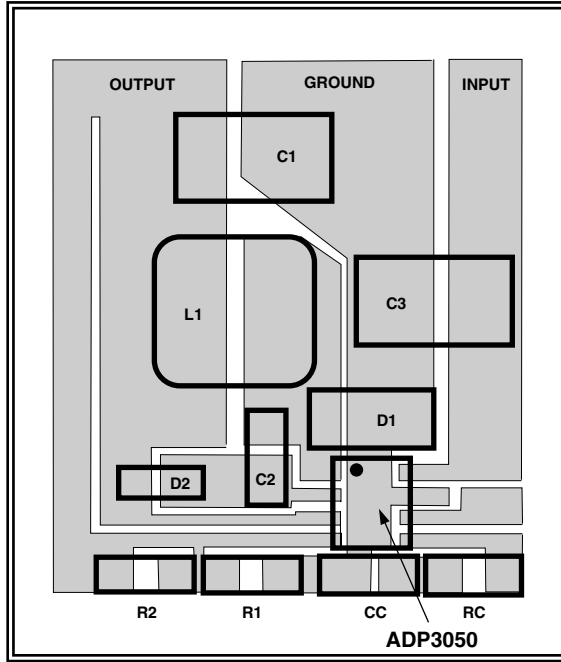 OUTPUT GROUND INPUT
C1
L1 C3
D1
D2 C2
R2 R1 CC RC
ADP3050